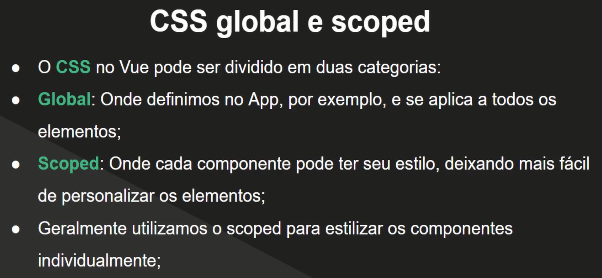 CSS global e scoped
● O CSS no Vue pode ser dividido em duas categorias:
● Global: Onde definimos no App, por exemplo, e se aplica a todos os
elementos;
● Scoped: Onde cada componente pode ter seu estilo, deixando mais fácil
de personalizar os elementos;
● Geralmente utilizamos o scoped para estilizar os componentes
individualmente;